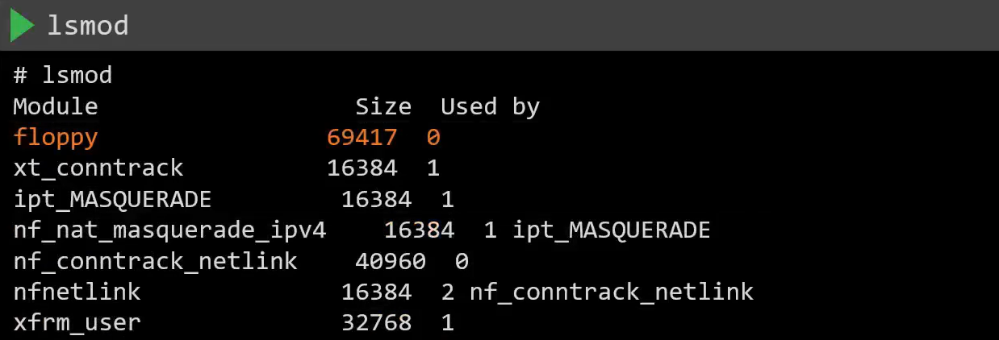 lsmod
# lsmod
Module                  Size  Used by
floppy                69417  0
xt_conntrack          16384  1
ipt_MASQUERADE         16384  1
nf_nat_masquerade_ipv4    16384  1 ipt_MASQUERADE
nf_conntrack_netlink    40960  0
nfnetlink              16384  2 nf_conntrack_netlink
xfrm_user              32768  1